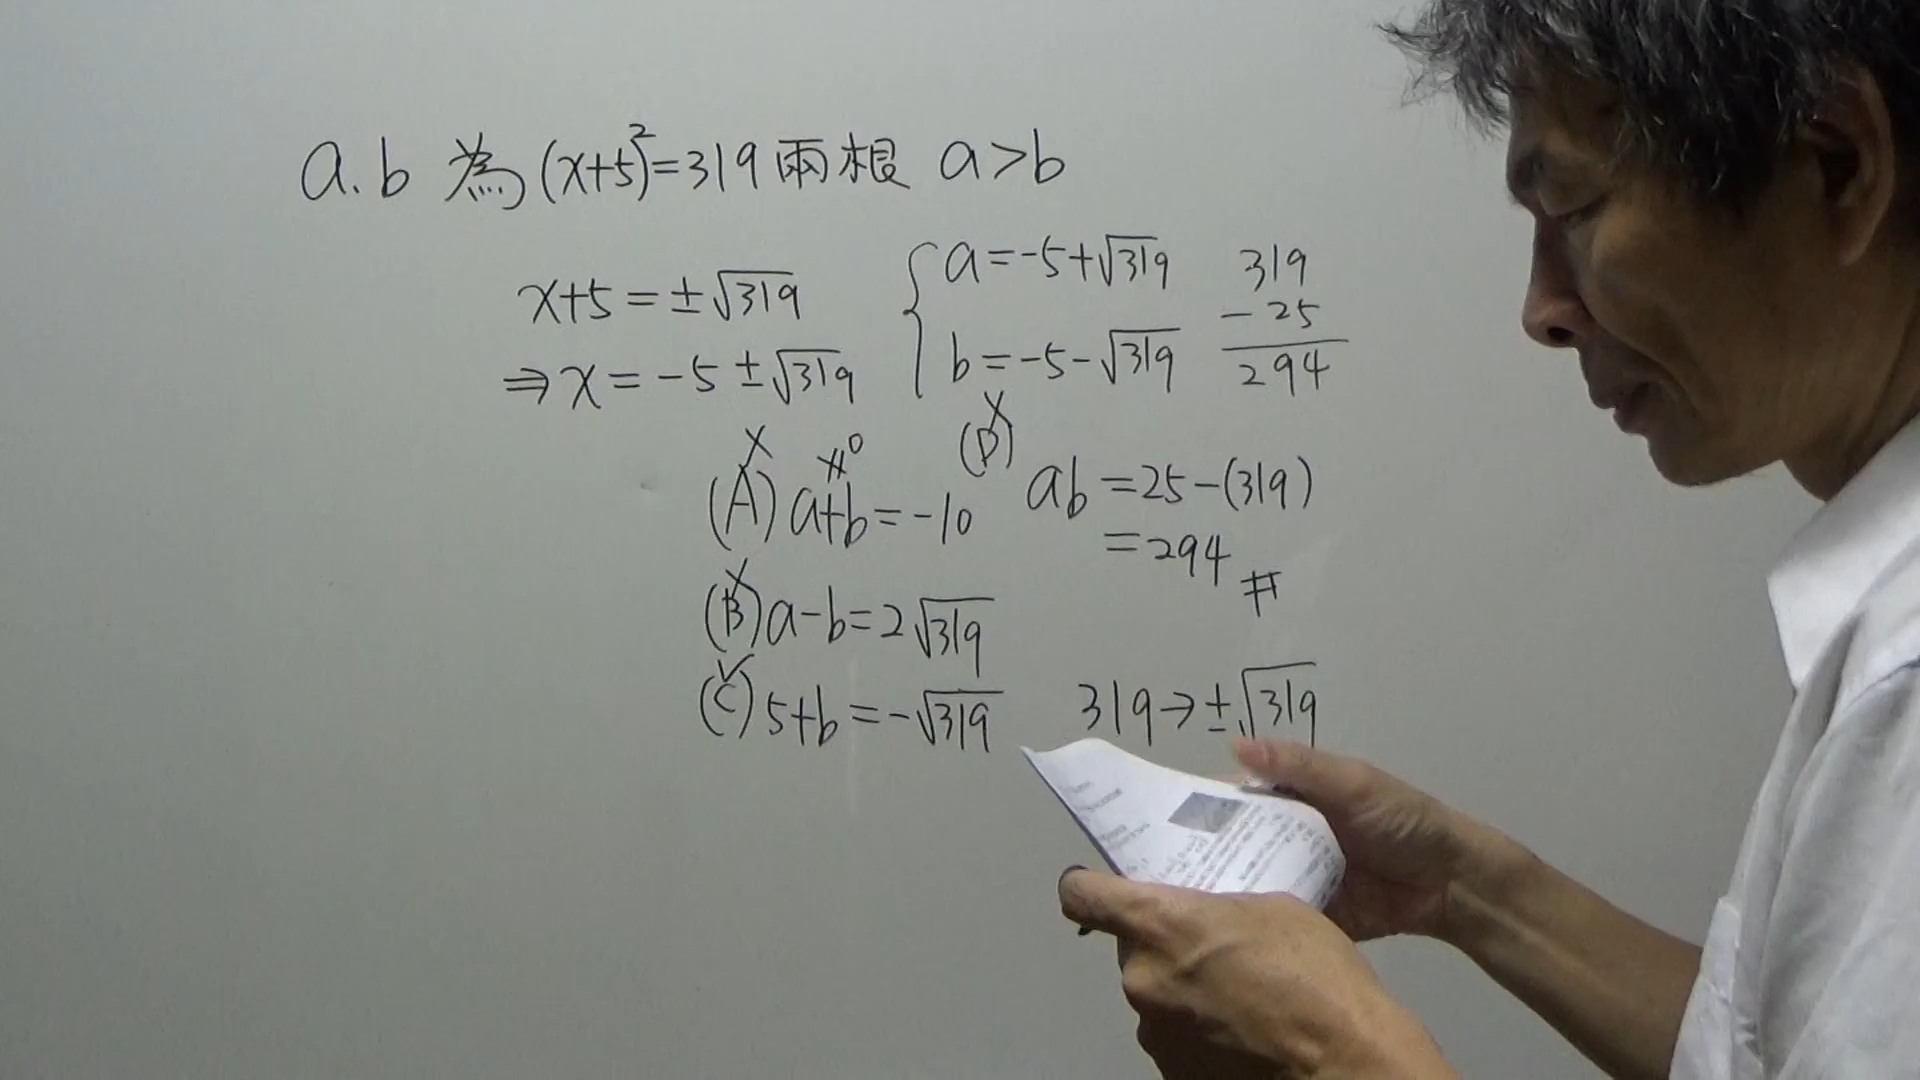 a.b 為 (x+5)²=319 兩根 a>b
x+5=±√319
⇒x=-5±√319
a=-5+√319
b=-5-√319
319
-25
294
(A) a+b=-10
≠0
(B) a-b=2√319
(C) 5+b=-√319
(D)
ab=25-(319)
=294 #
319→±√319